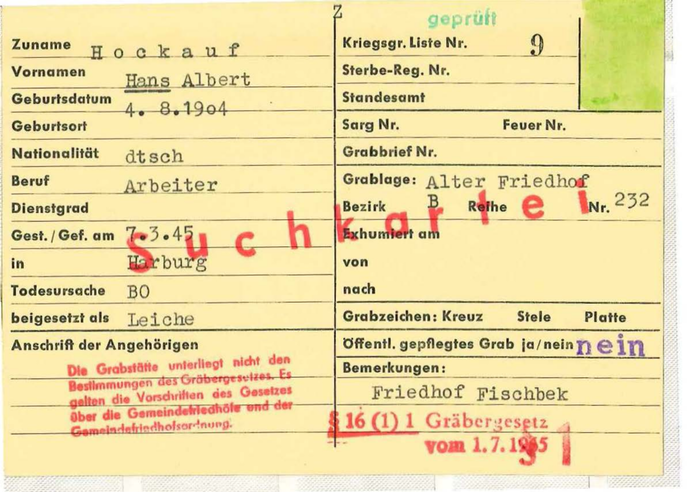 Z
geprüft
Zuname Hockauf
Vornamen Hans Albert
Geburtsdatum 4. 8.1904
Geburtsort
Nationalität dtsch
Beruf Arbeiter
Dienstgrad
Gest./Gef. am 7.3.45
in Harburg
Todesursache BO
beigesetzt als Leiche
Anschrift der Angehörigen
Die Grabstätte unterliegt nicht den
Bestimmungen des Gräbergesetzes. Es
gelten die Vorschriften des Gesetzes
über die Gemeindefriedhöfe und der
Gemeindefriedhofsordnung.
Kriegsgr. Liste Nr. 9
Sterbe-Reg. Nr.
Standesamt
Sarg Nr. Feuer Nr.
Grabbrief Nr.
Grablage: Alter Friedhof
Bezirk B Reihe Nr. 232
Suchkartei
Exhumiert am
von
nach
Grabzeichen: Kreuz Stele Platte
Öffentl. gepflegtes Grab ja/nein nein
Bemerkungen:
Friedhof Fischbek
§ 16 (1) 1 Gräbergesetz
vom 1.7.1965